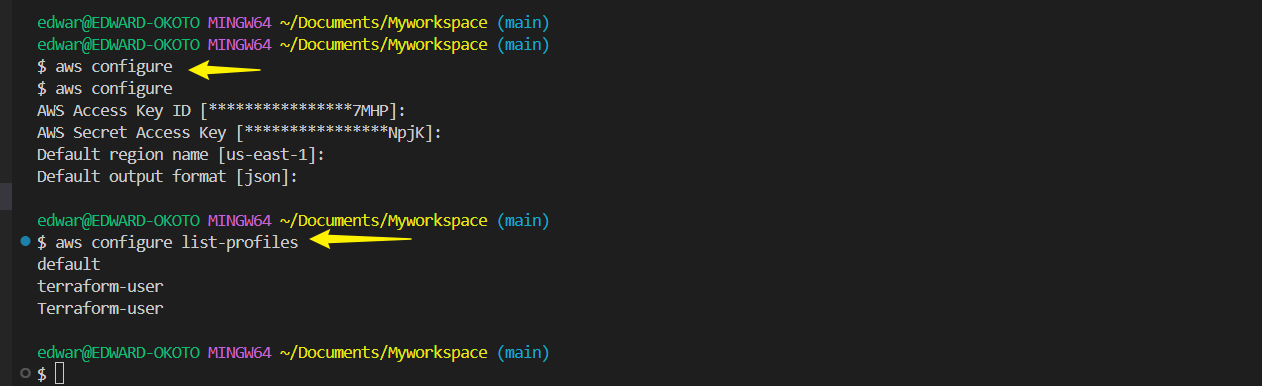 edwar@EDWARD-OKOTO MINGW64 ~/Documents/Myworkspace (main)
edwar@EDWARD-OKOTO MINGW64 ~/Documents/Myworkspace (main)
$ aws configure
$ aws configure
AWS Access Key ID [****************7MHP]:
AWS Secret Access Key [****************NpjK]:
Default region name [us-east-1]:
Default output format [json]:
edwar@EDWARD-OKOTO MINGW64 ~/Documents/Myworkspace (main)
$ aws configure list-profiles
default
terraform-user
Terraform-user
edwar@EDWARD-OKOTO MINGW64 ~/Documents/Myworkspace (main)
$